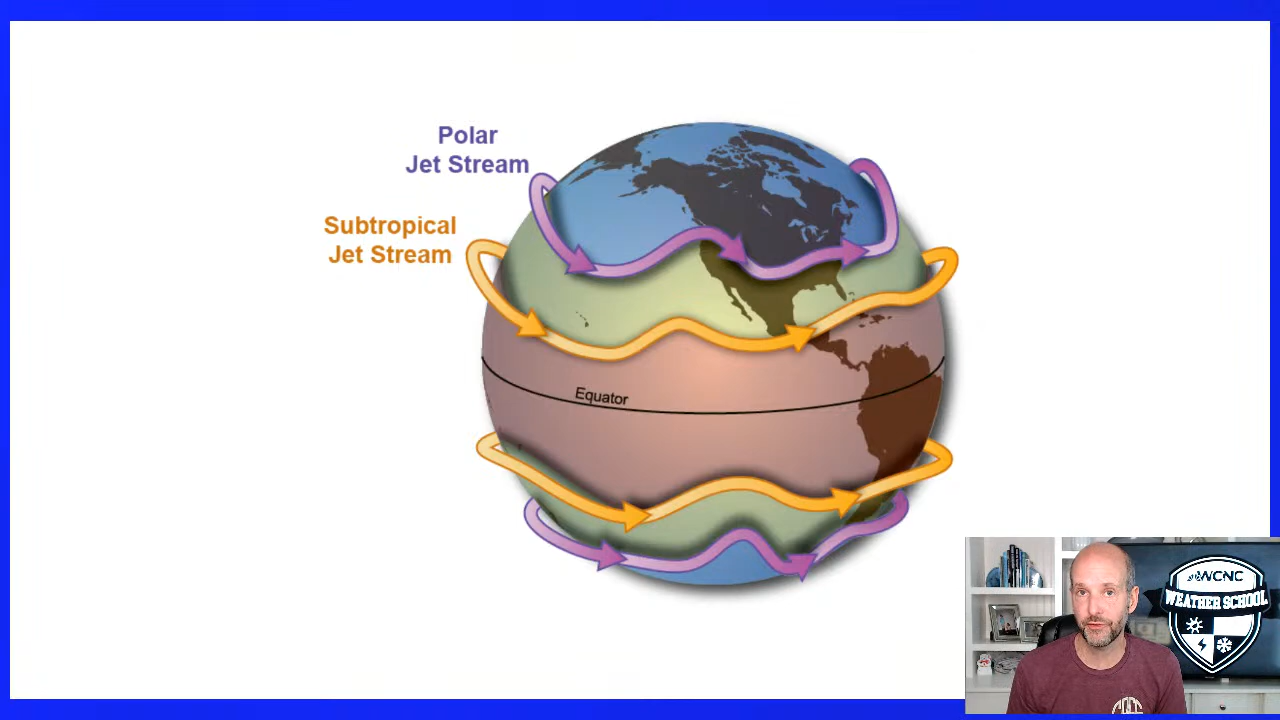 Polar
Jet Stream
Subtropical
Jet Stream
Equator
WCNC
WEATHER SCHOOL